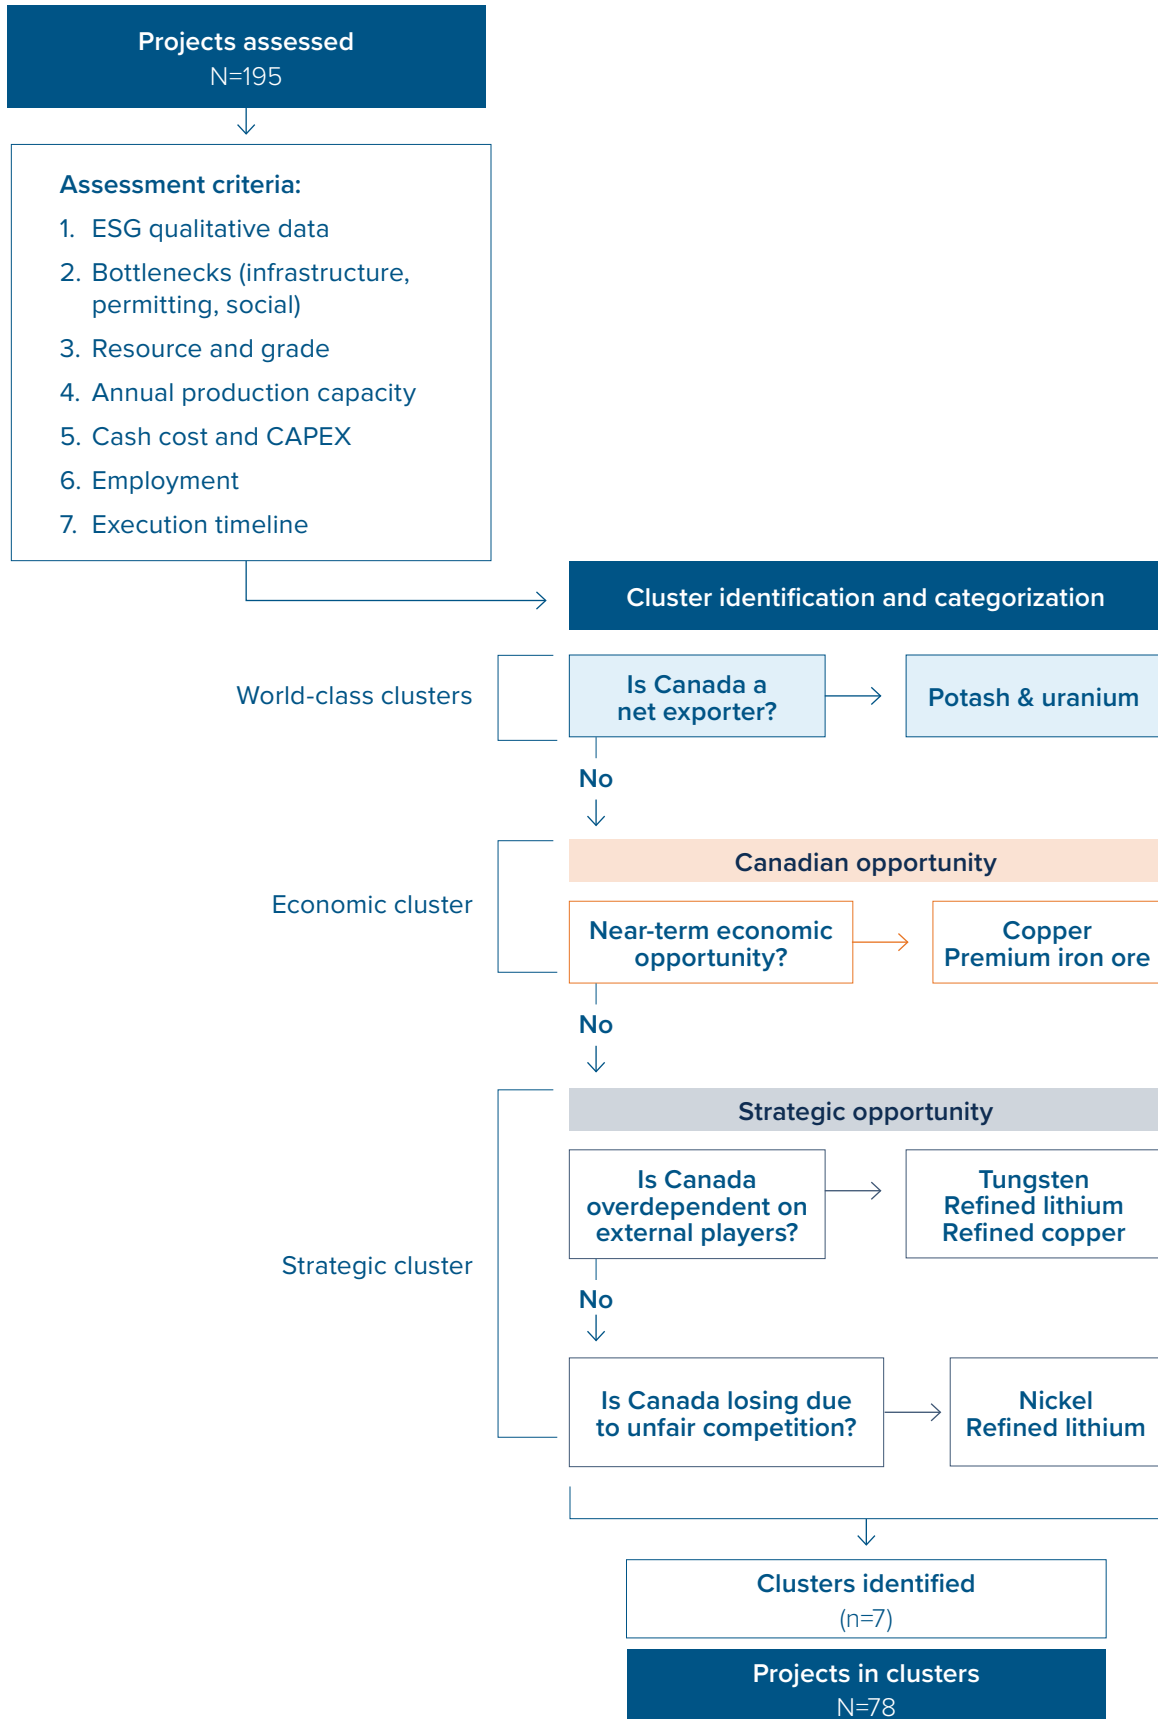 Projects assessed
N=195
Assessment criteria:
1. ESG qualitative data
2. Bottlenecks (infrastructure,
permitting, social)
3. Resource and grade
4. Annual production capacity
5. Cash cost and CAPEX
6. Employment
7. Execution timeline
Cluster identification and categorization
World-class clusters
Is Canada a
net exporter?
Potash & uranium
No
Canadian opportunity
Economic cluster
Near-term economic
opportunity?
Copper
Premium iron ore
No
Strategic opportunity
Strategic cluster
Is Canada
overdependent on
external players?
Tungsten
Refined lithium
Refined copper
No
Is Canada losing due
to unfair competition?
Nickel
Refined lithium
Clusters identified
(n=7)
Projects in clusters
N=78